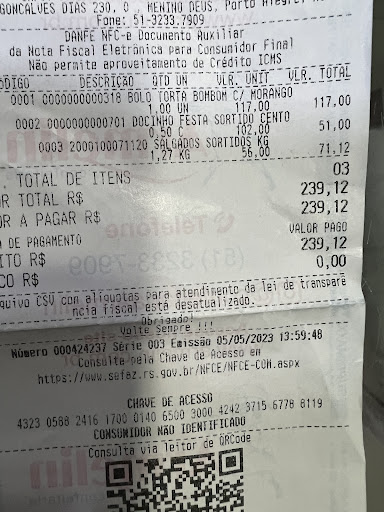 GONCALVES DIAS 230, 0 , MENINO DEUS, Porto Alegre,
Fone: 51-3233.7909
DANFE NFC-e Documento Auxiliar
da Nota Fiscal Eletrônica para Consumidor Final
Não permite aproveitamento de Crédito ICMS
CÓDIGO DESCRIÇÃO QTD UN VLR. UNIT VLR. TOTAL
0001 0000000000318 BOLO TORTA BOMBOM C/ MORANGO
1,00 UN 117,00 117,00
0002 0000000000701 DOCINHO FESTA SORTIDO CENTO
0,50 C 102,00 51,00
0003 2000100071120 SALGADOS SORTIDOS KG
1,27 KG 56,00 71,12
. TOTAL DE ITENS 03
OR TOTAL R$ 239,12
OR A PAGAR R$ 239,12
A DE PAGAMENTO VALOR PAGO
ITO R$ 239,12
CO R$ 0,00
quivo CSV com alíquotas para atendimento da lei de transparê
ncia fiscal está desatualizado.
Obrigado!
Volte Sempre !!!
Número 000424237 Série 003 Emissão 05/05/2023 13:59:48
Consulta pela Chave de Acesso em
https://www.sefaz.rs.gov.br/NFCE/NFCE-COM.aspx
CHAVE DE ACESSO
4323 0588 2416 1700 0140 6500 3000 4242 3715 6778 8119
CONSUMIDOR NÃO IDENTIFICADO
Consulta via leitor de QRCode